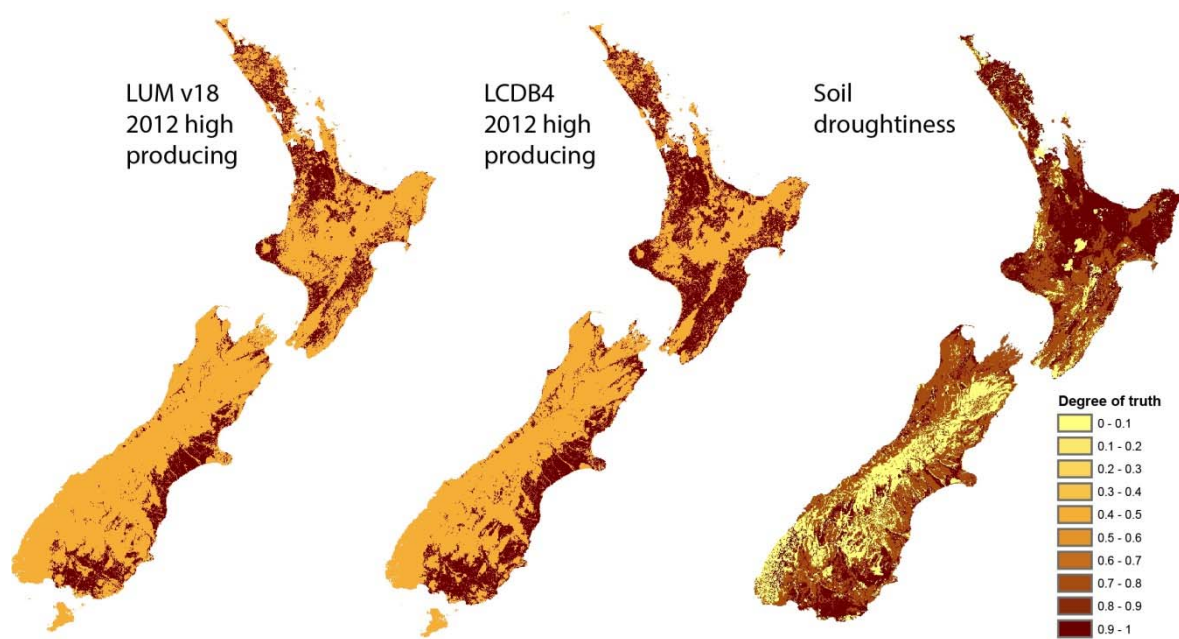 LUM v18
2012 high
producing
LCDB4
2012 high
producing
Soil
droughtiness
Degree of truth
0 - 0.1
0.1 - 0.2
0.2 - 0.3
0.3 - 0.4
0.4 - 0.5
0.5 - 0.6
0.6 - 0.7
0.7 - 0.8
0.8 - 0.9
0.9 - 1